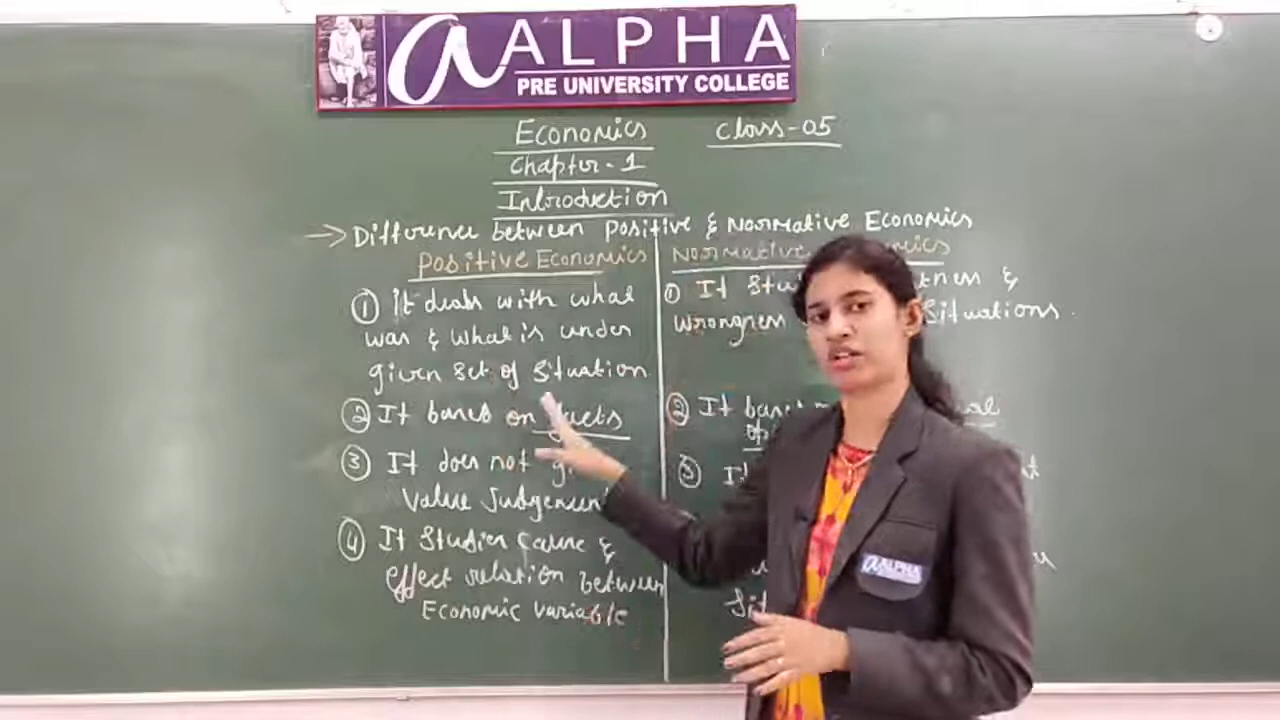 ALPHA
PRE UNIVERSITY COLLEGE
Economics Class-05
Chapter-1
Introduction
→ Difference between Positive & Normative Economics
Positive Economics
① It deals with what
was & what is under
given set of Situation
② It bases on facts
③ It does not
Value Judgement
④ It Studies Cause &
effect relation between
Economic variable
Normative
① It
Wrongness Situations.
② It
③
ALPHA